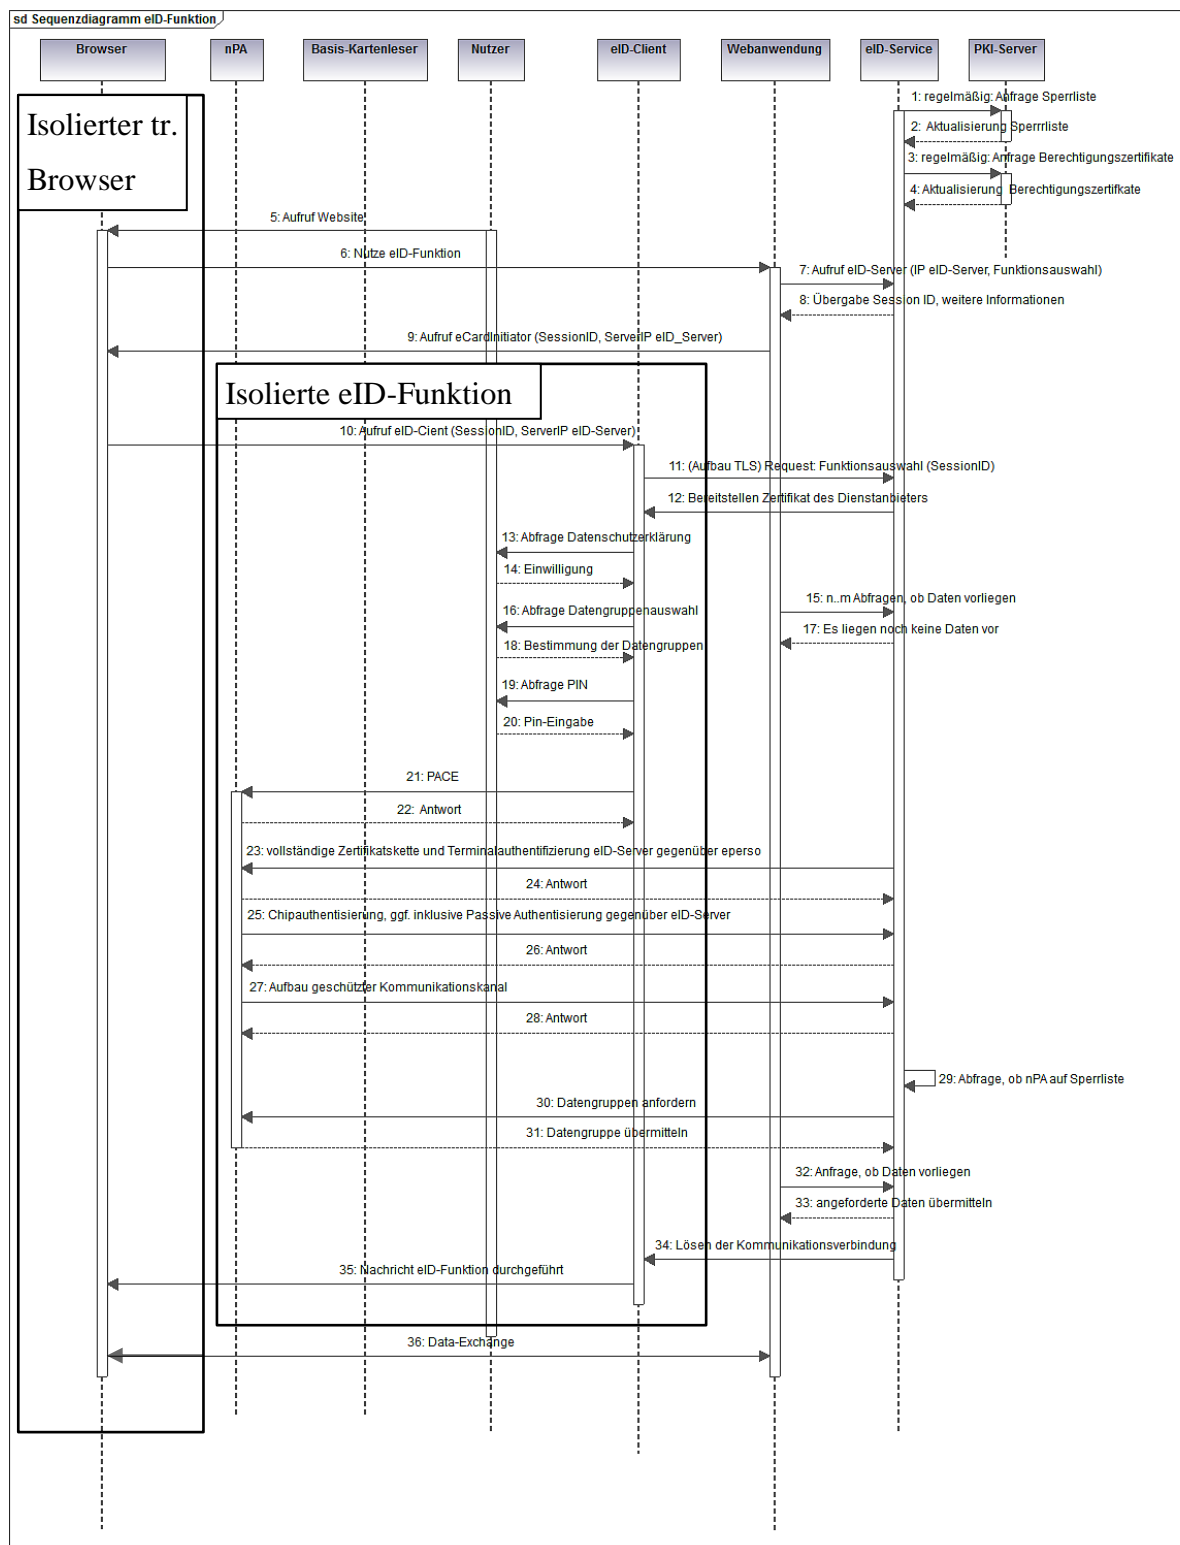 sd Sequenzdiagramm eID-Funktion
Browser
nPA
Basis-Kartenleser
Nutzer
eID-Client
Webanwendung
eID-Service
PKI-Server
Isolierter tr.
Browser
1: regelmäßig: Anfrage Sperrliste
2: Aktualisierung Sperrrliste
3: regelmäßig: Anfrage Berechtigungszertifikate
4: Aktualisierung Berechtigungszertifkate
5: Aufruf Website
6: Nutze eID-Funktion
7: Aufruf eID-Server (IP eID-Server, Funktionsauswahl)
8: Übergabe Session ID, weitere Informationen
9: Aufruf eCardInitiator (SessionID, ServerIP eID_Server)
Isolierte eID-Funktion
10: Aufruf eID-Cient (SessionID, ServerIP eID-Server)
11: (Aufbau TLS) Request: Funktionsauswahl (SessionID)
12: Bereitstellen Zertifikat des Dienstanbieters
13: Abfrage Datenschutzerklärung
14: Einwilligung
15: n..m Abfragen, ob Daten vorliegen
16: Abfrage Datengruppenauswahl
17: Es liegen noch keine Daten vor
18: Bestimmung der Datengruppen
19: Abfrage PIN
20: Pin-Eingabe
21: PACE
22: Antwort
23: vollständige Zertifikatskette und Terminalauthentifizierung eID-Server gegenüber eperso
24: Antwort
25: Chipauthentisierung, ggf. inklusive Passive Authentisierung gegenüber eID-Server
26: Antwort
27: Aufbau geschützter Kommunikationskanal
28: Antwort
29: Abfrage, ob nPA auf Sperrliste
30: Datengruppen anfordern
31: Datengruppe übermitteln
32: Anfrage, ob Daten vorliegen
33: angeforderte Daten übermitteln
34: Lösen der Kommunikationsverbindung
35: Nachricht eID-Funktion durchgeführt
36: Data-Exchange